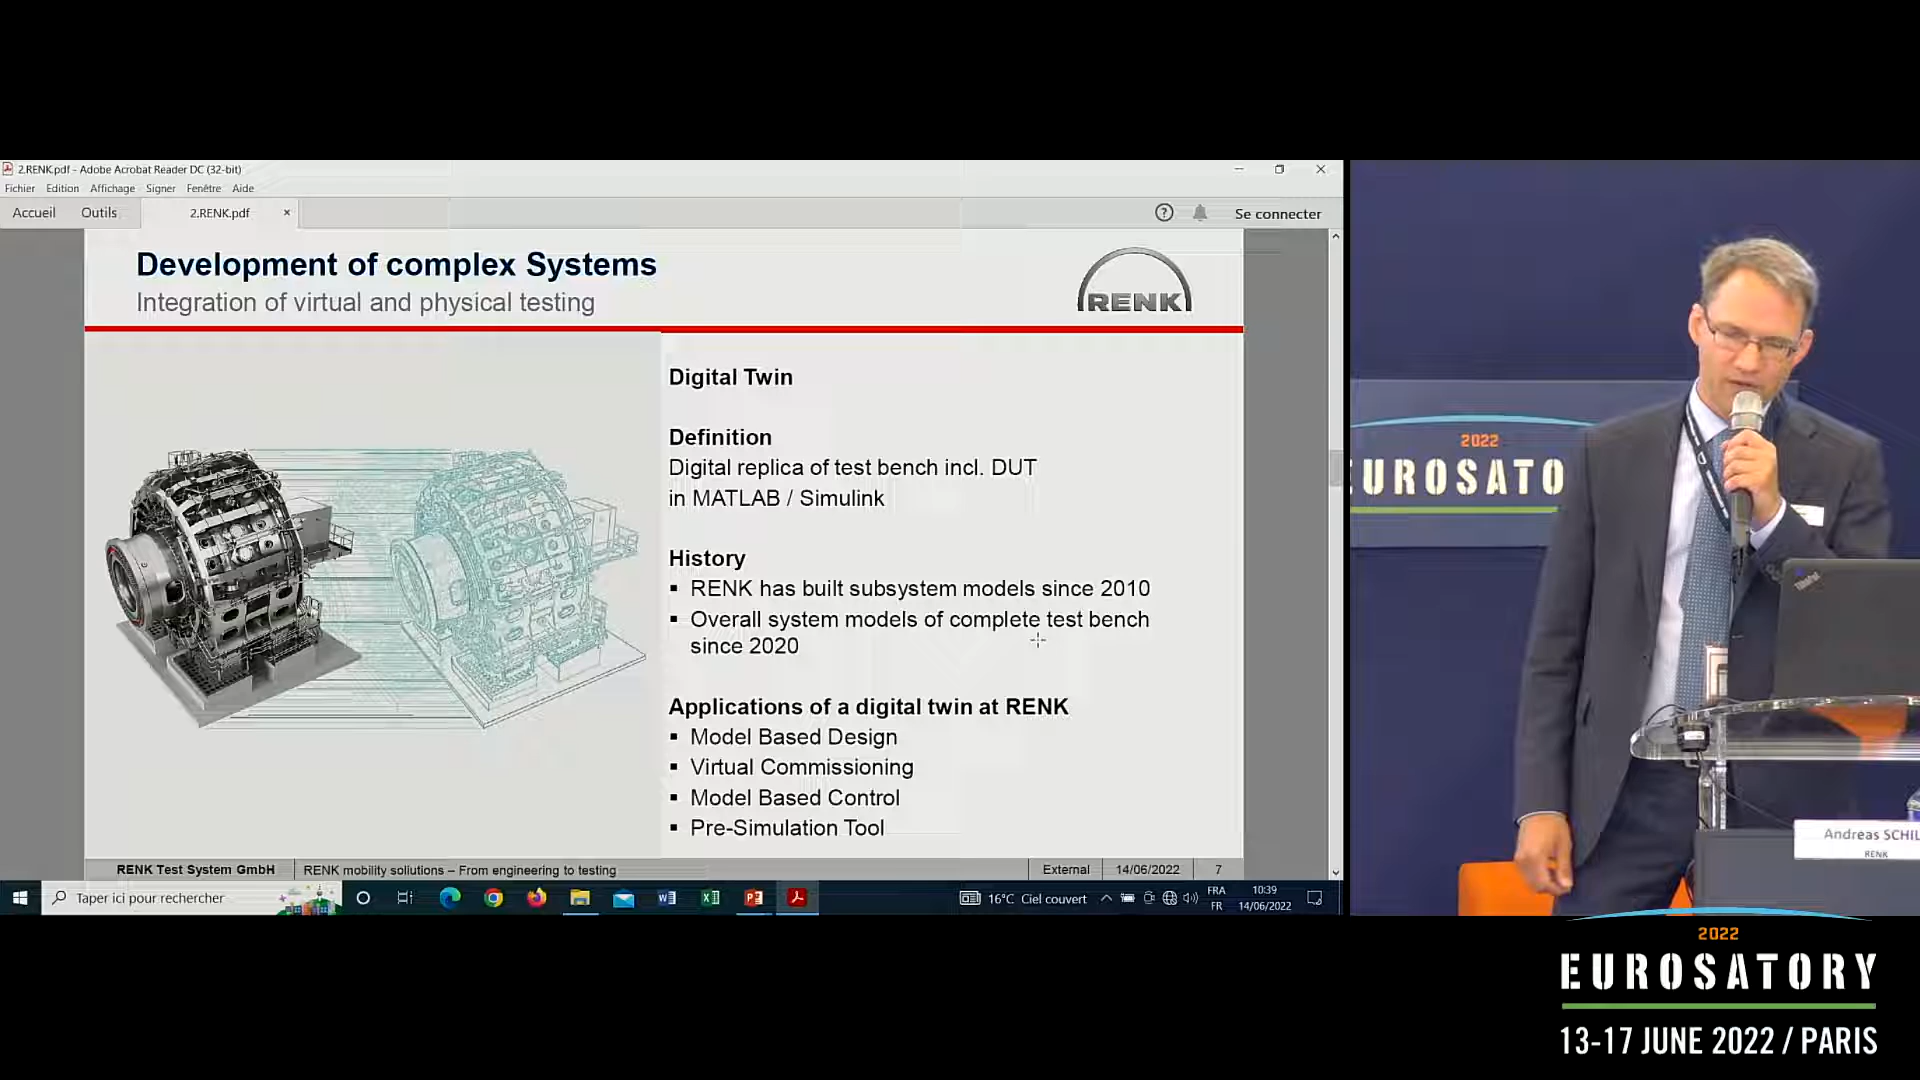 2.RENK.pdf - Adobe Acrobat Reader DC (32-bit)
Fichier Edition Affichage Signer Fenêtre Aide
Accueil Outils 2.RENK.pdf × Se connecter
Development of complex Systems
Integration of virtual and physical testing
RENK
Digital Twin
Definition
Digital replica of test bench incl. DUT
in MATLAB / Simulink
History
▪ RENK has built subsystem models since 2010
▪ Overall system models of complete test bench
since 2020
Applications of a digital twin at RENK
▪ Model Based Design
▪ Virtual Commissioning
▪ Model Based Control
▪ Pre-Simulation Tool
RENK Test System GmbH RENK mobility solutions – From engineering to testing External 14/06/2022 7
Taper ici pour rechercher 16°C Ciel couvert FRA 10:39
FR 14/06/2022
2022
EUROSATO
ThinkPad
Andreas SCHIL
RENK
2022
EUROSATORY
13-17 JUNE 2022 / PARIS